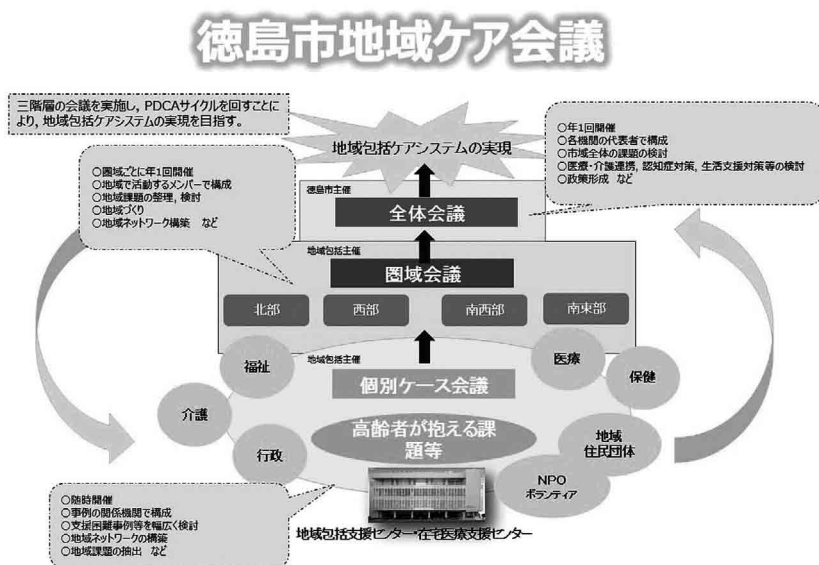 徳島市地域ケア会議
三階層の会議を実施し, PDCAサイクルを回すことに
より, 地域包括ケアシステムの実現を目指す。
地域包括ケアシステムの実現
○年1回開催
○各機関の代表者で構成
○市域全体の課題の検討
○医療・介護連携, 認知症対策, 生活支援対策等の検討
○政策形成 など
○圏域ごとに年1回開催
○地域で活動するメンバーで構成
○地域課題の整理, 検討
○地域づくり
○地域ネットワーク構築 など
徳島市主催
全体会議
地域包括主催
圏域会議
北部
西部
南西部
南東部
地域包括主催
個別ケース会議
福祉
医療
保健
介護
行政
高齢者が抱える課
題等
地域
住民団体
NPO
ボランティア
○随時開催
○事例の関係機関で構成
○支援困難事例等を幅広く検討
○地域ネットワークの構築
○地域課題の抽出 など
地域包括支援センター・在宅医療支援センター